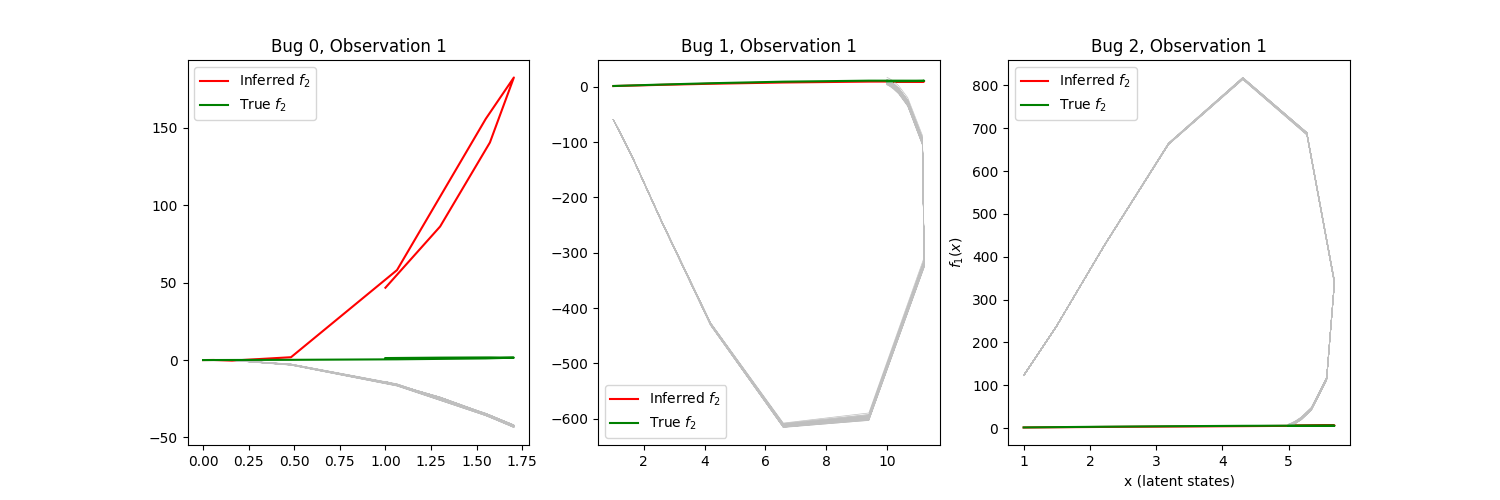 Bug 0, Observation 1
Inferred f₂
True f₂
150
100
50
0
−50
0.00 0.25 0.50 0.75 1.00 1.25 1.50 1.75
Bug 1, Observation 1
0
−100
−200
−300
−400
−500
−600
Inferred f₂
True f₂
2 4 6 8 10
Bug 2, Observation 1
Inferred f₂
True f₂
f₁(x)
800
700
600
500
400
300
200
100
0
1 2 3 4 5
x (latent states)